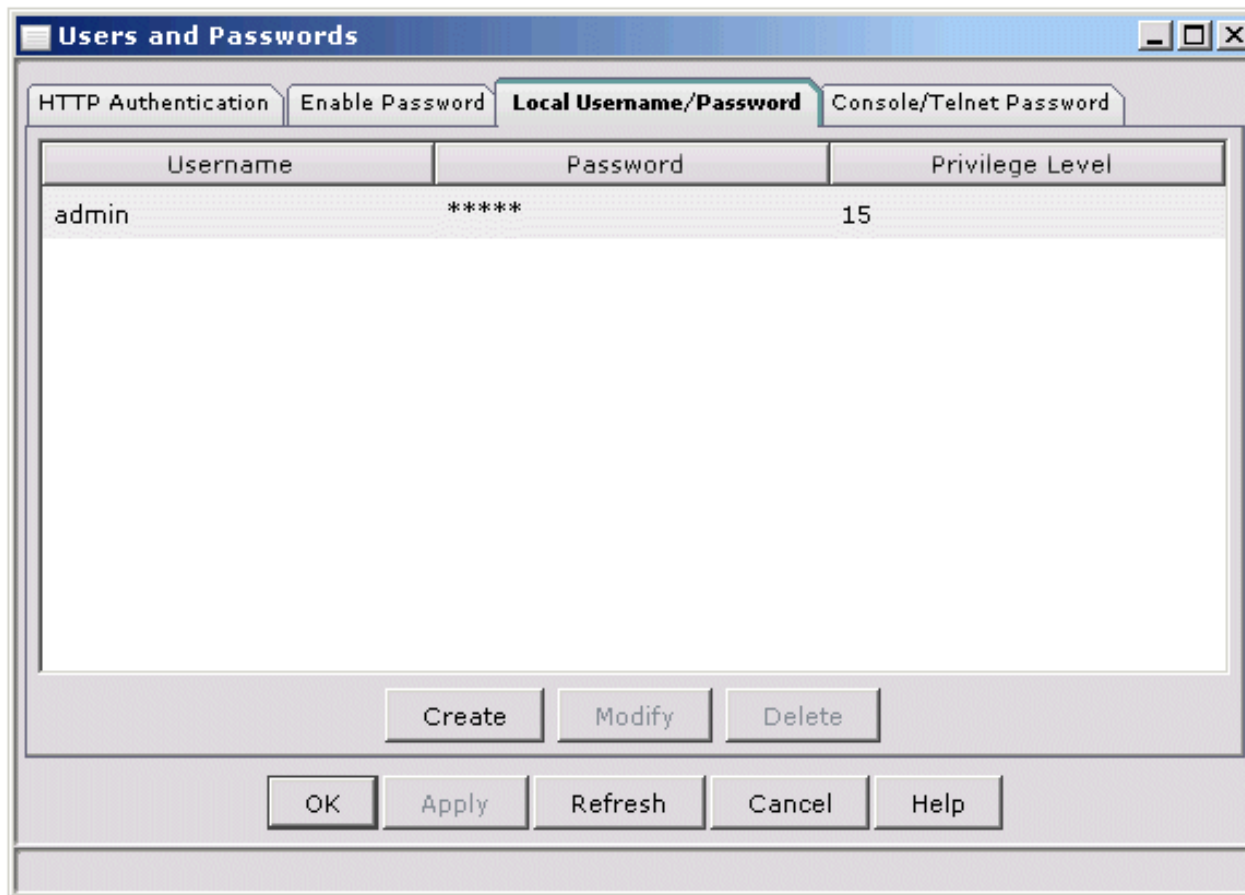 Users and Passwords
HTTP Authentication Enable Password Local Username/Password Console/Telnet Password
Username Password Privilege Level
admin ***** 15
Create Modify Delete
OK Apply Refresh Cancel Help